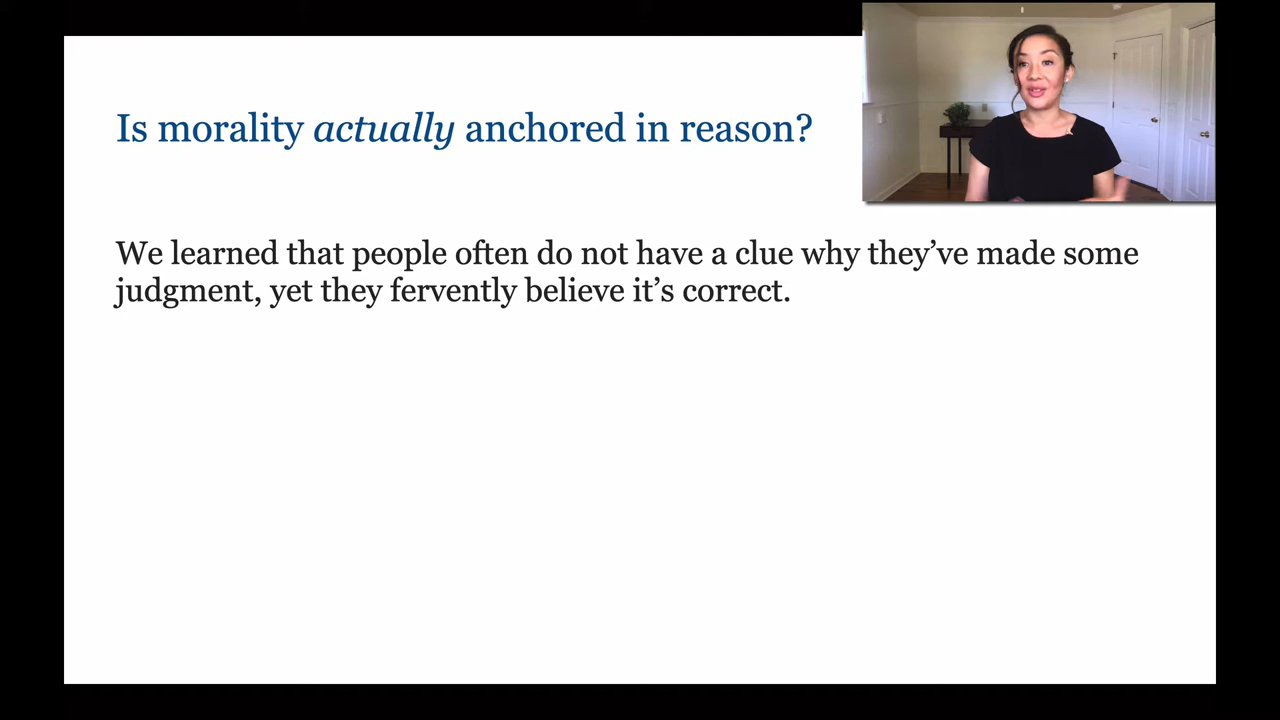 Is morality actually anchored in reason?
We learned that people often do not have a clue why they’ve made some
judgment, yet they fervently believe it’s correct.